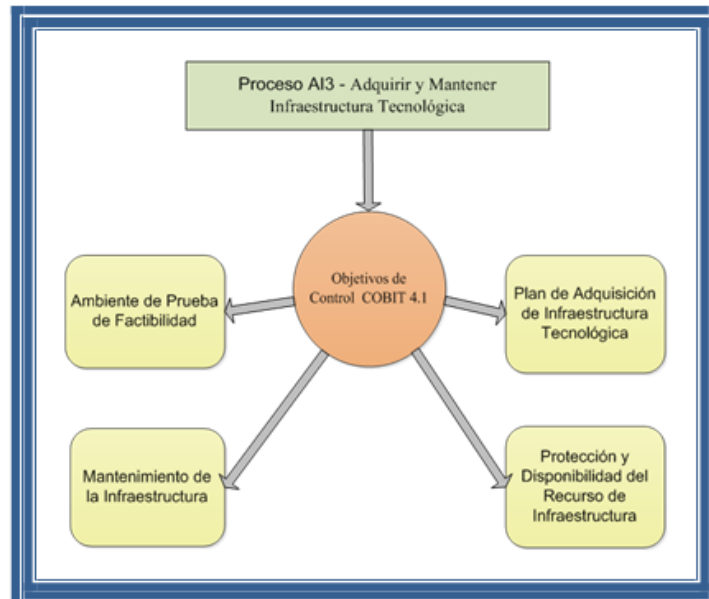 Proceso AI3 - Adquirir y Mantener
Infraestructura Tecnológica
Objetivos de
Control COBIT 4.1
Ambiente de Prueba
de Factibilidad
Plan de Adquisición
de Infraestructura
Tecnológica
Mantenimiento de
la Infraestructura
Protección y
Disponibilidad del
Recurso de
Infraestructura